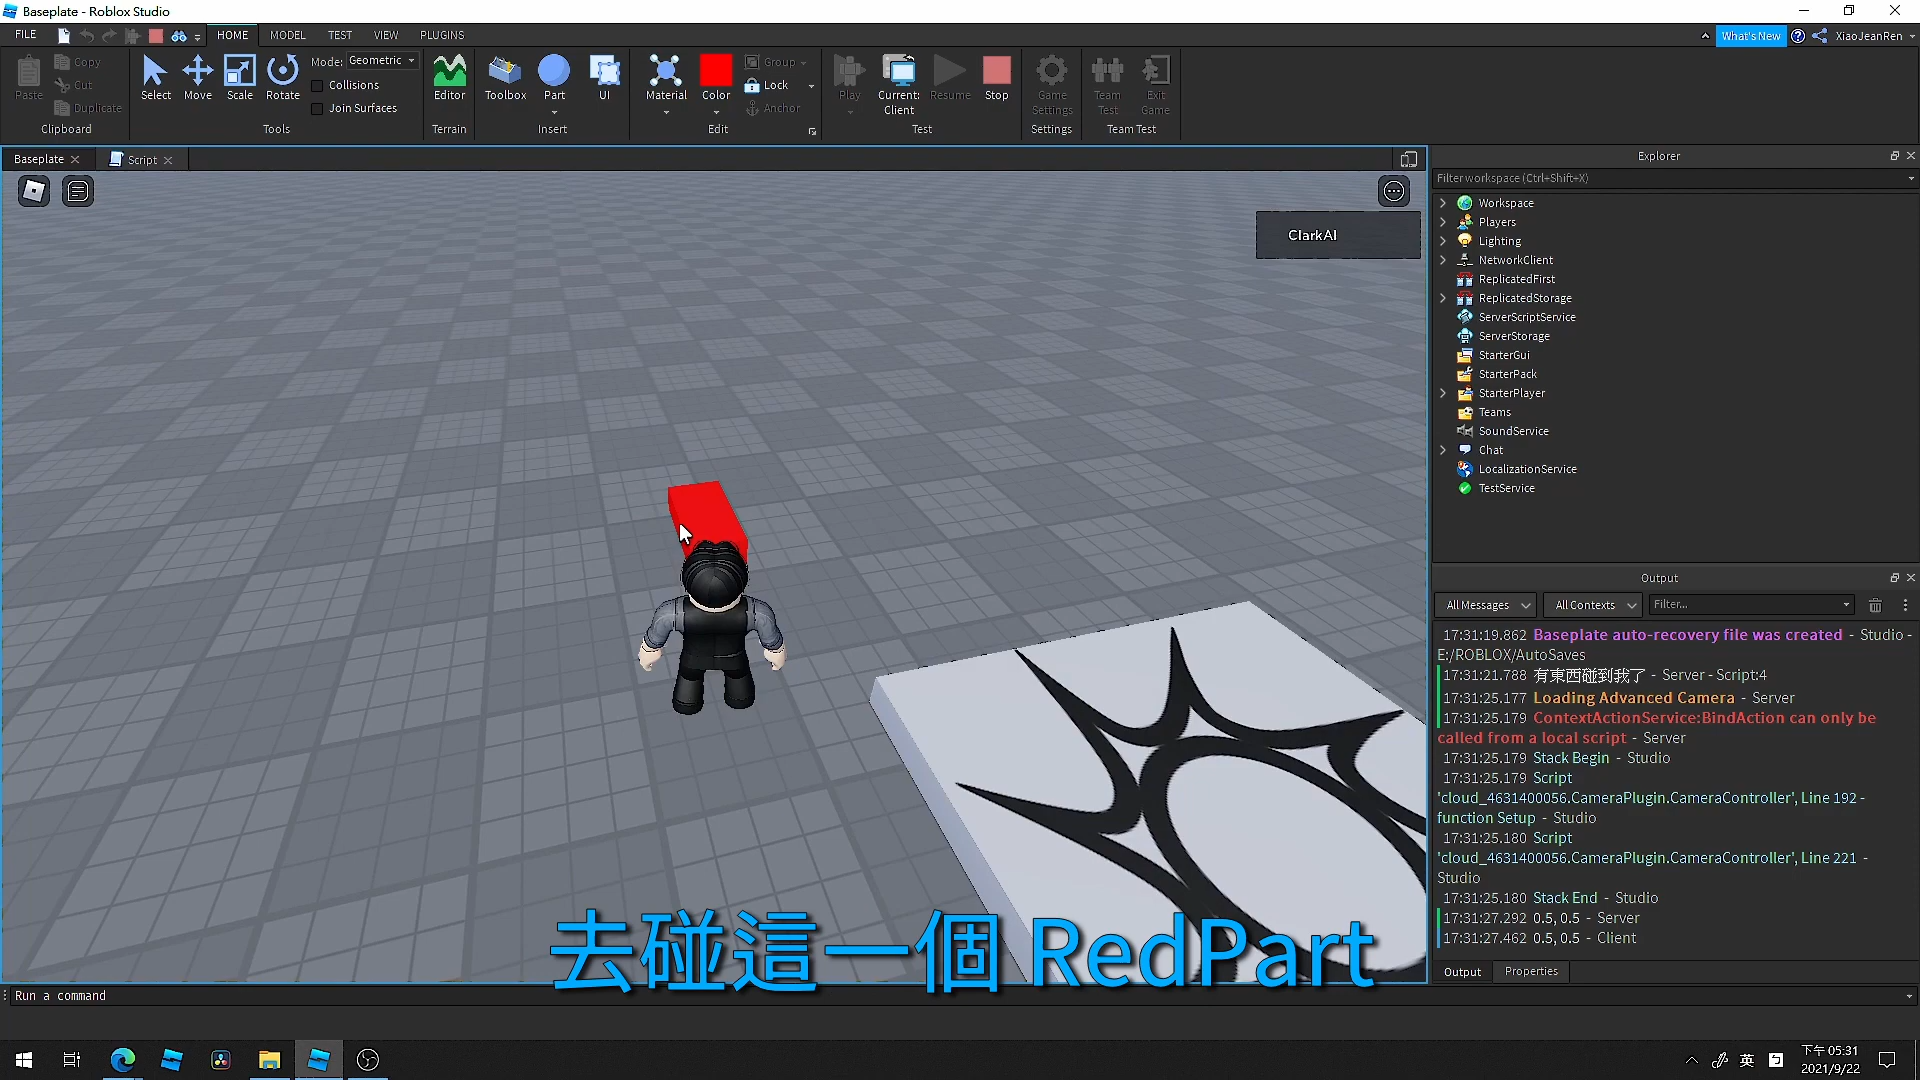 Baseplate - Roblox Studio
FILE
HOME
MODEL
TEST
VIEW
PLUGINS
What's New
XiaoJeanRen
Paste
Copy
Cut
Duplicate
Clipboard
Select
Move
Scale
Rotate
Mode: Geometric
Collisions
Join Surfaces
Tools
Editor
Terrain
Toolbox
Part
UI
Insert
Material
Color
Group
Lock
Anchor
Edit
Play
Current:
Client
Resume
Stop
Test
Game
Settings
Settings
Team
Test
Exit
Game
Team Test
Baseplate
Script
ClarkAI
Explorer
Filter workspace (Ctrl+Shift+X)
Workspace
Players
Lighting
NetworkClient
ReplicatedFirst
ReplicatedStorage
ServerScriptService
ServerStorage
StarterGui
StarterPack
StarterPlayer
Teams
SoundService
Chat
LocalizationService
TestService
Output
All Messages
All Contexts
Filter...
17:31:19.862 Baseplate auto-recovery file was created - Studio -
E:/ROBLOX/AutoSaves
17:31:21.788 有東西碰到我了 - Server - Script:4
17:31:25.177 Loading Advanced Camera - Server
17:31:25.179 ContextActionService:BindAction can only be
called from a local script - Server
17:31:25.179 Stack Begin - Studio
17:31:25.179 Script
'cloud_4631400056.CameraPlugin.CameraController', Line 192 -
function Setup - Studio
17:31:25.180 Script
'cloud_4631400056.CameraPlugin.CameraController', Line 221 -
Studio
17:31:25.180 Stack End - Studio
17:31:27.292 0.5, 0.5 - Server
17:31:27.462 0.5, 0.5 - Client
Output
Properties
去碰這一個 RedPart
Run a command
英
下午 05:31
2021/9/22